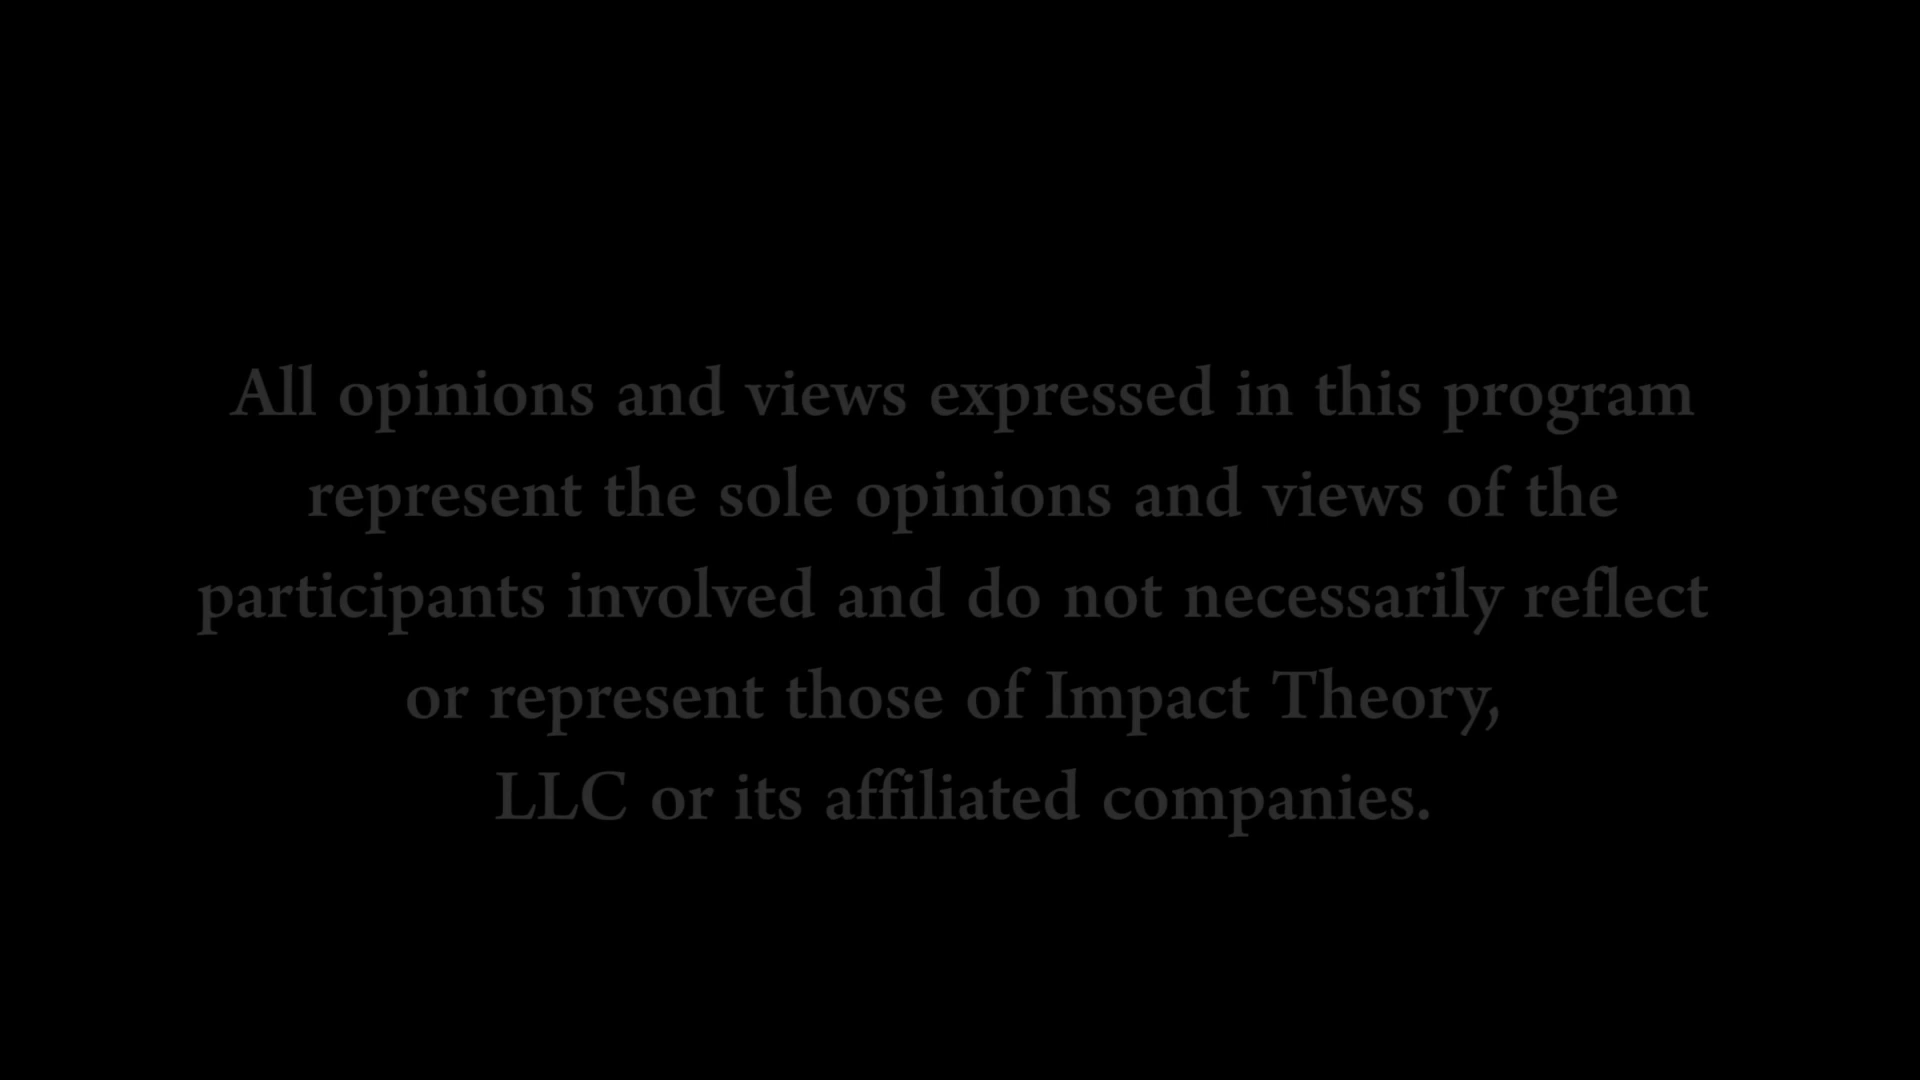 All opinions and views expressed in this program
represent the sole opinions and views of the
participants involved and do not necessarily reflect
or represent those of Impact Theory,
LLC or its affiliated companies.